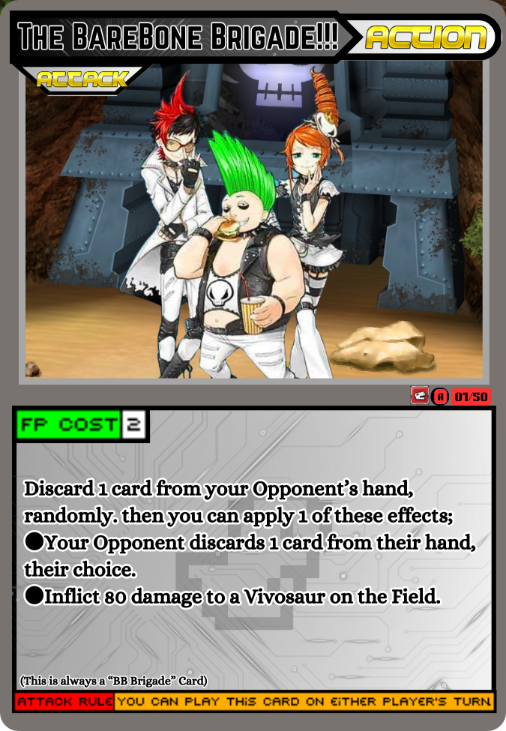 The BareBone Brigade!!!
ACTION
ATTACK
A
01/50
FP COST 2
Discard 1 card from your Opponent's hand,
randomly. then you can apply 1 of these effects;
●Your Opponent discards 1 card from their hand,
their choice.
●Inflict 80 damage to a Vivosaur on the Field.
(This is always a "BB Brigade" Card)
ATTACK RULE YOU CAN PLAY THIS CARD ON EITHER PLAYER'S TURN.